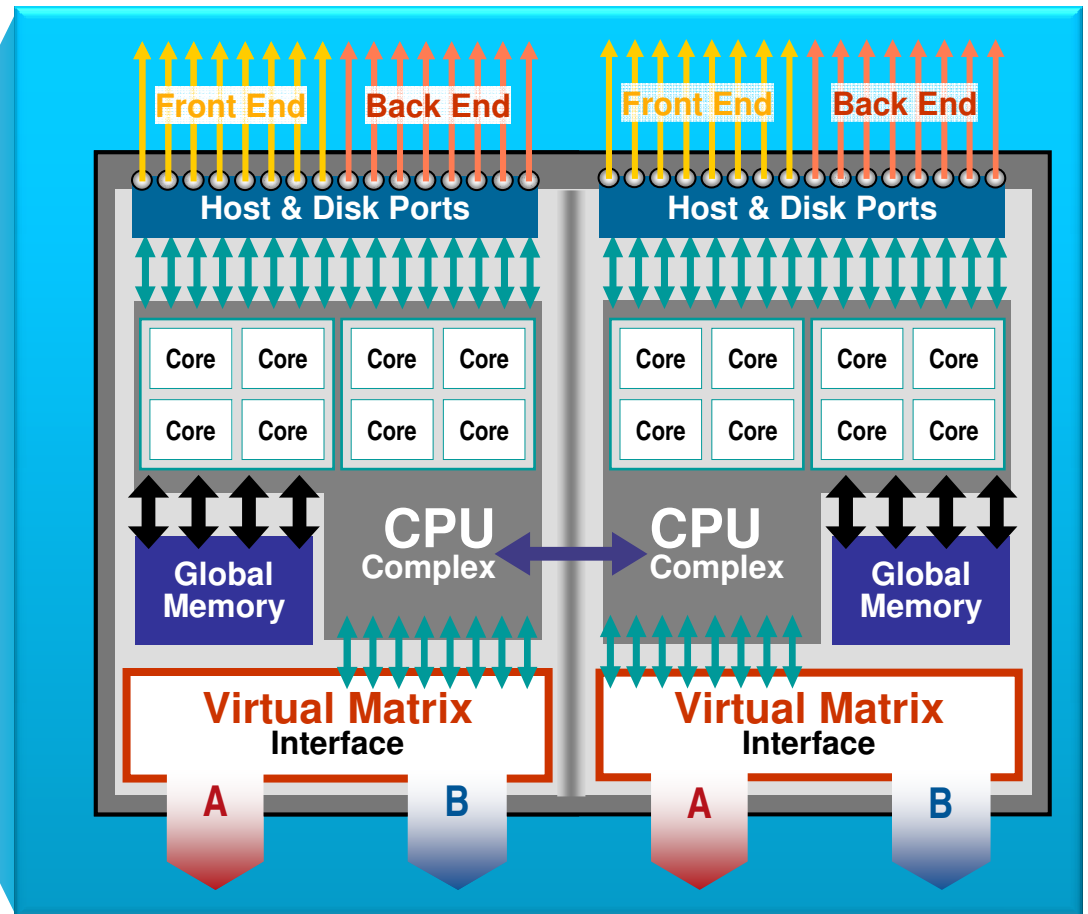 Front End
Back End
Host & Disk Ports
Core Core Core Core
Core Core Core Core
CPU
Complex
Global
Memory
Virtual Matrix
Interface
A
B
Front End
Back End
Host & Disk Ports
Core Core Core Core
Core Core Core Core
CPU
Complex
Global
Memory
Virtual Matrix
Interface
A
B